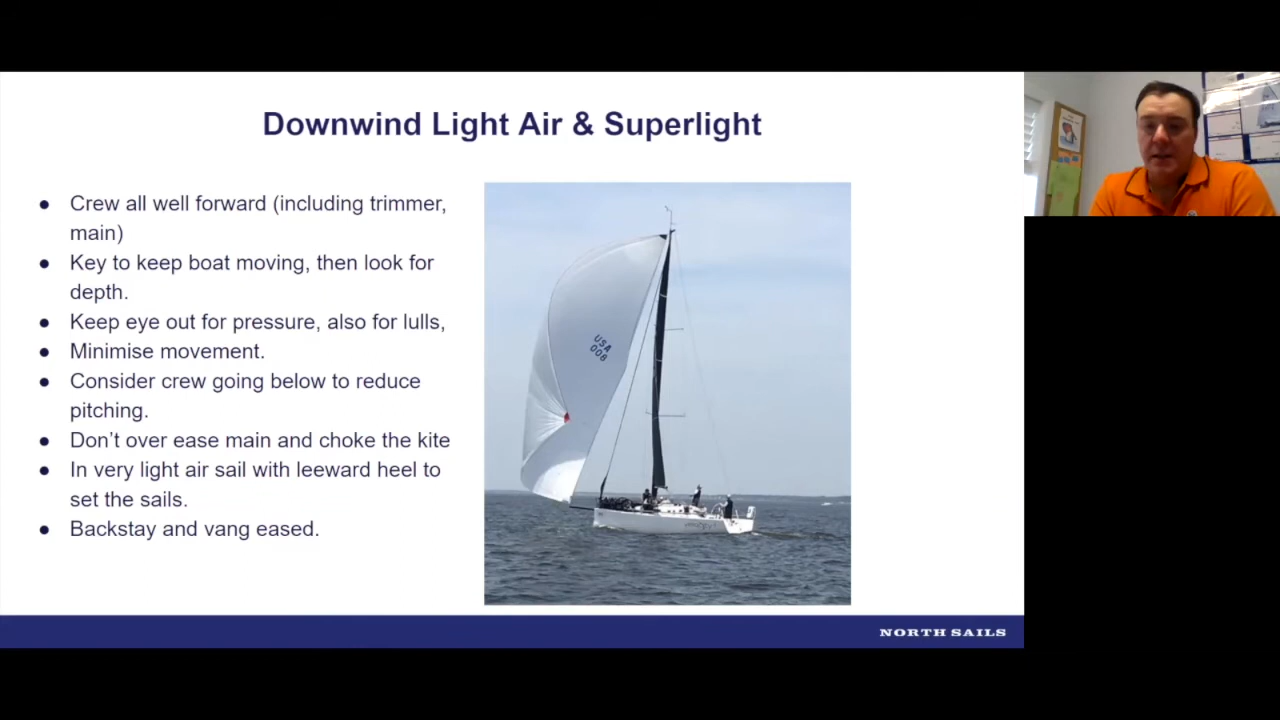 Downwind Light Air & Superlight
● Crew all well forward (including trimmer,
main)
● Key to keep boat moving, then look for
depth.
● Keep eye out for pressure, also for lulls,
● Minimise movement.
● Consider crew going below to reduce
pitching.
● Don’t over ease main and choke the kite
● In very light air sail with leeward heel to
set the sails.
● Backstay and vang eased.
USA
008
NORTH SAILS